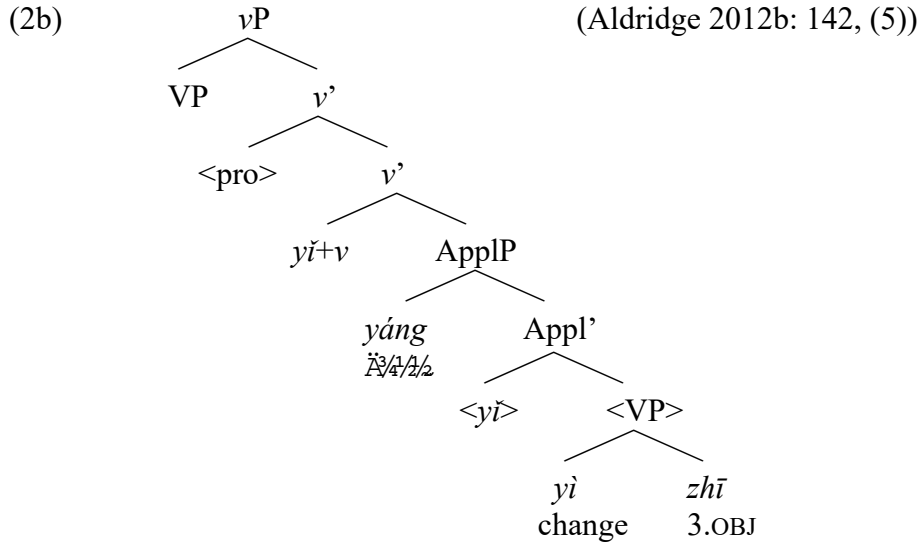 (2b) vP (Aldridge 2012b: 142, (5))
VP v’
<pro> v’
yǐ+v ApplP
yáng Appl’
<yǐ> <VP>
yì zhī
change 3.OBJ